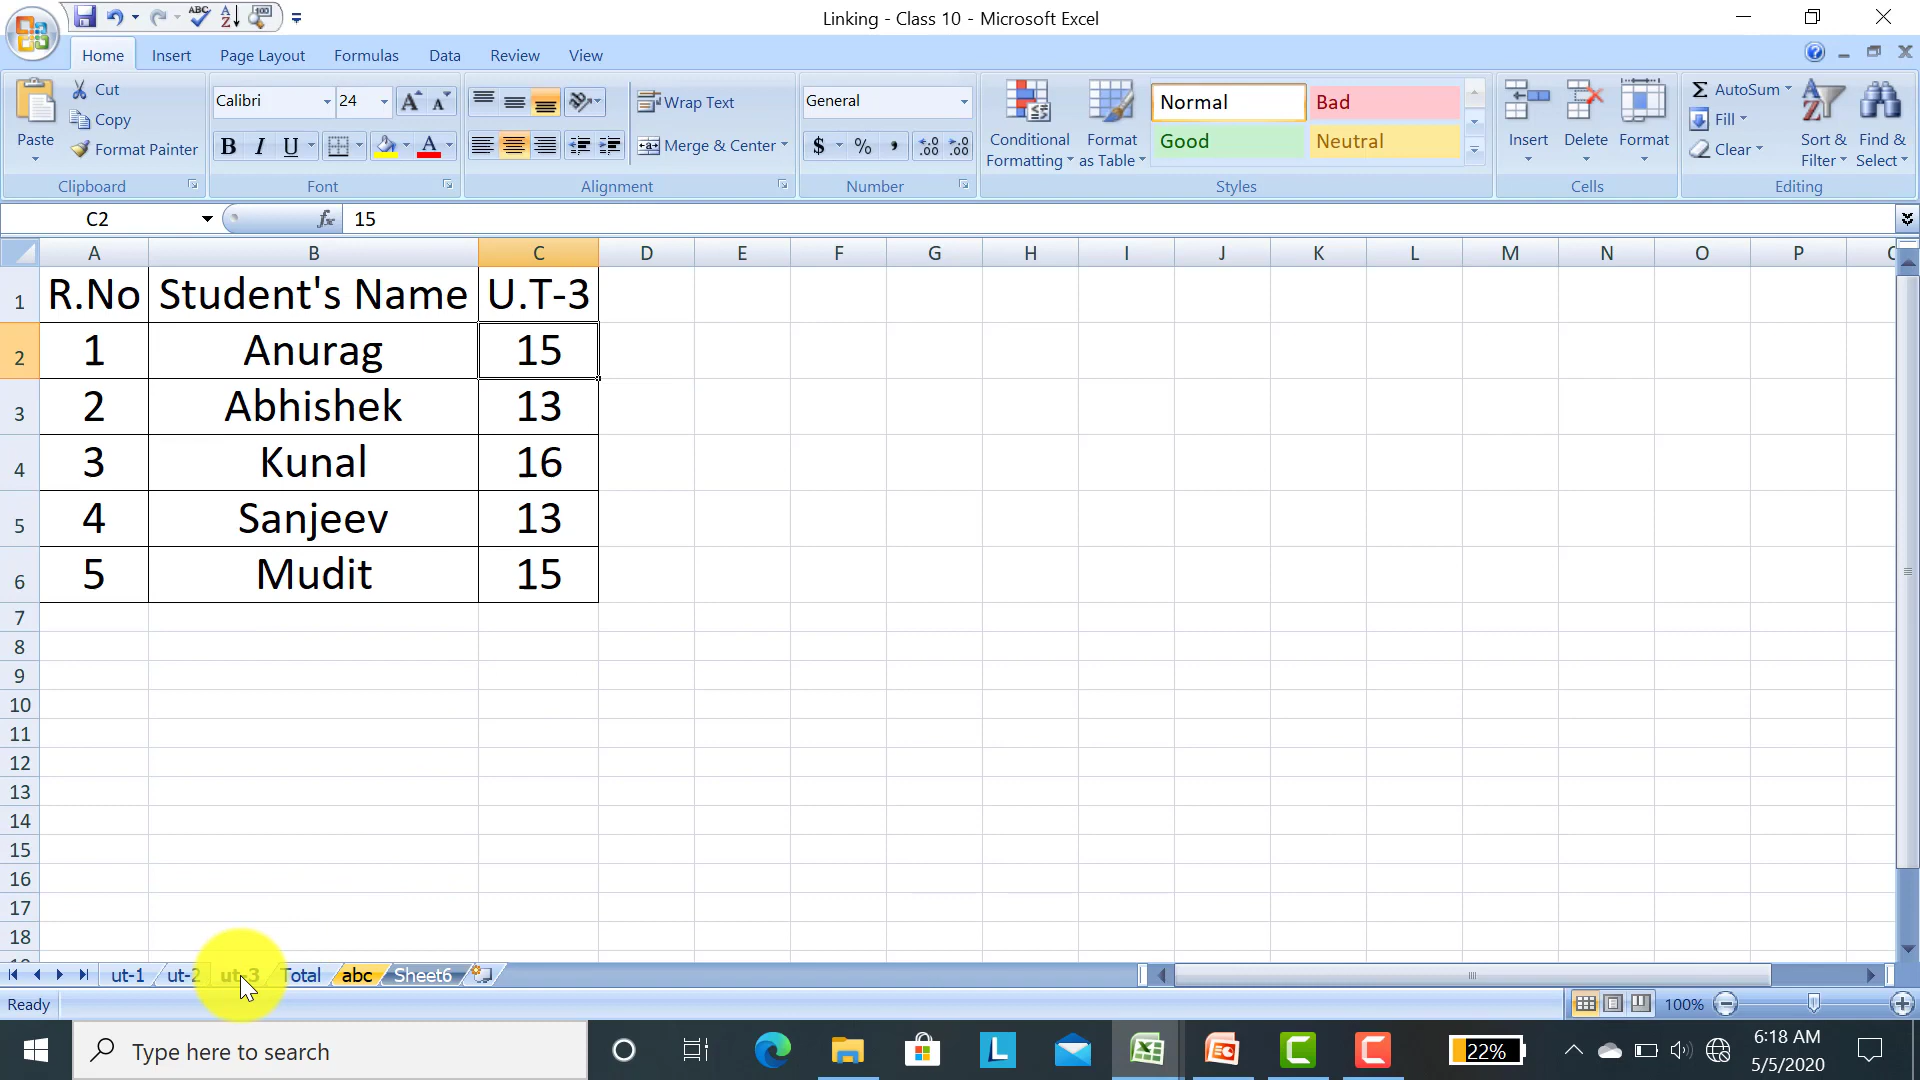 Linking - Class 10 - Microsoft Excel
Home Insert Page Layout Formulas Data Review View
Paste
Cut
Copy
Format Painter
Clipboard
Calibri 24
B I U
Font
Wrap Text
Merge & Center
Alignment
General
$ % ,
Number
Conditional Formatting
Format as Table
Normal Bad
Good Neutral
Styles
Insert Delete Format
Cells
AutoSum
Fill
Clear
Sort & Filter
Find & Select
Editing
C2 fx 15
A B C D E F G H I J K L M N O P
1 R.No Student's Name U.T-3
2 1 Anurag 15
3 2 Abhishek 13
4 3 Kunal 16
5 4 Sanjeev 13
6 5 Mudit 15
7
8
9
10
11
12
13
14
15
16
17
18
ut-1 ut-2 ut-3 Total abc Sheet6
Ready 100%
Type here to search
22%
6:18 AM
5/5/2020